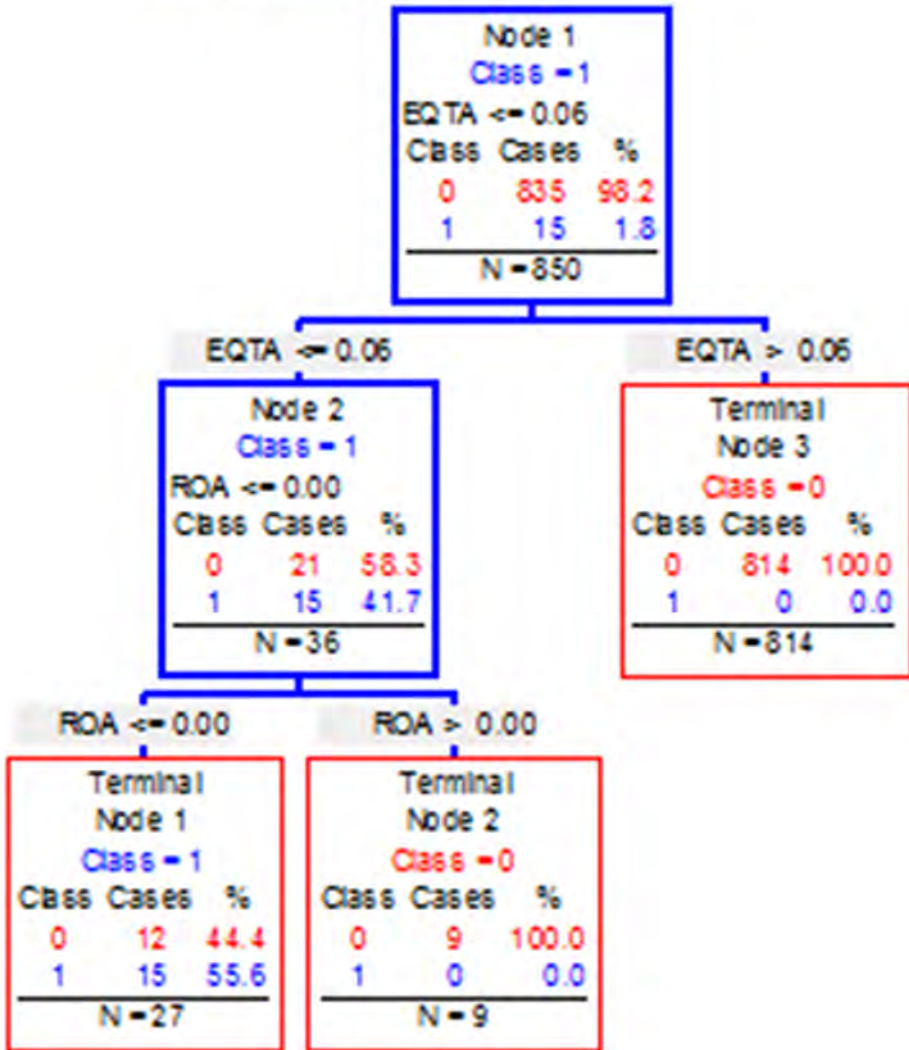 Node 1
Class = 1
EQTA <= 0.06
Class Cases %
0 835 98.2
1 15 1.8
N = 850
EQTA <= 0.06
EQTA > 0.06
Node 2
Class = 1
ROA <= 0.00
Class Cases %
0 21 58.3
1 15 41.7
N = 36
Terminal
Node 3
Class = 0
Class Cases %
0 814 100.0
1 0 0.0
N = 814
ROA <= 0.00
ROA > 0.00
Terminal
Node 1
Class = 1
Class Cases %
0 12 44.4
1 15 55.6
N = 27
Terminal
Node 2
Class = 0
Class Cases %
0 9 100.0
1 0 0.0
N = 9